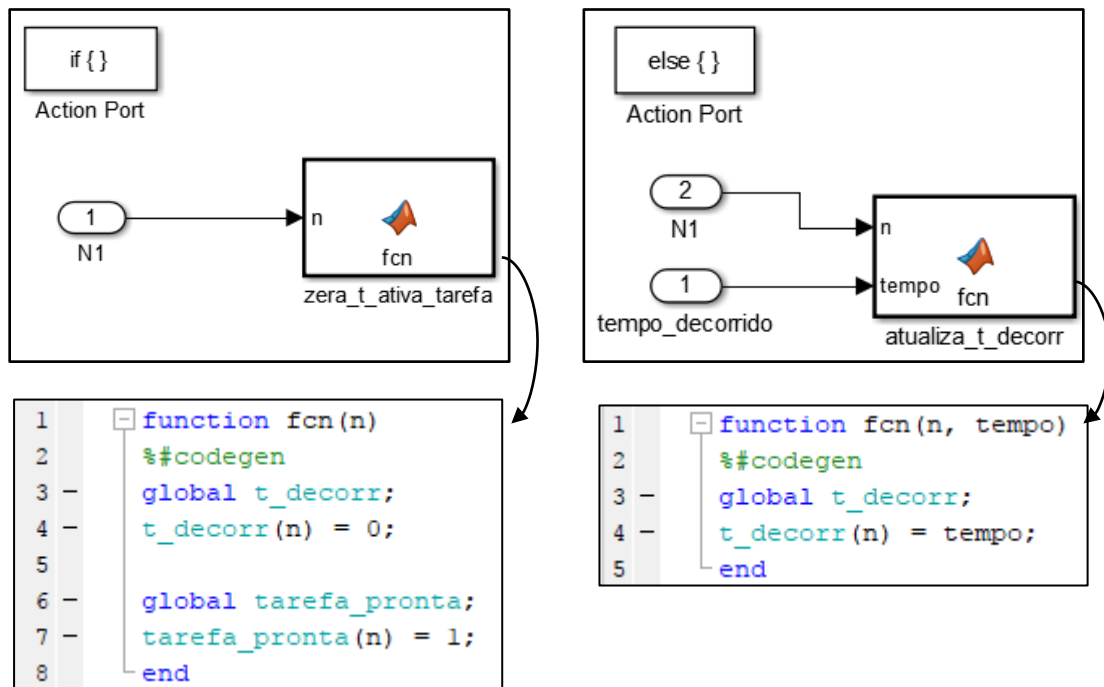 if { }
Action Port
1
N1
n
fcn
zera_t_ativa_tarefa
else { }
Action Port
2
N1
1
tempo_decorrido
n
tempo
fcn
atualiza_t_decorr
1 function fcn(n)
2 %#codegen
3 – global t_decorr;
4 – t_decorr(n) = 0;
5
6 – global tarefa_pronta;
7 – tarefa_pronta(n) = 1;
8 end
1 function fcn(n, tempo)
2 %#codegen
3 – global t_decorr;
4 – t_decorr(n) = tempo;
5 end